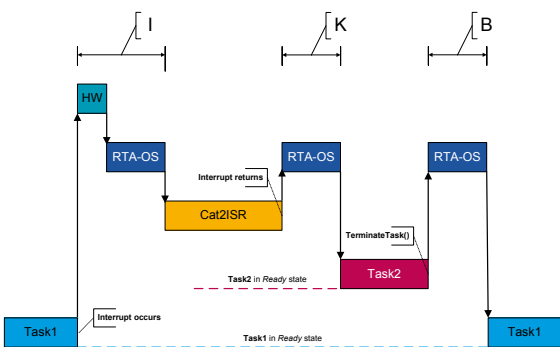 I
K
B
HW
RTA-OS
RTA-OS
RTA-OS
Interrupt returns
Cat2ISR
TerminateTask()
Task2 in Ready state
Task2
Task1
Interrupt occurs
Task1
Task1 in Ready state